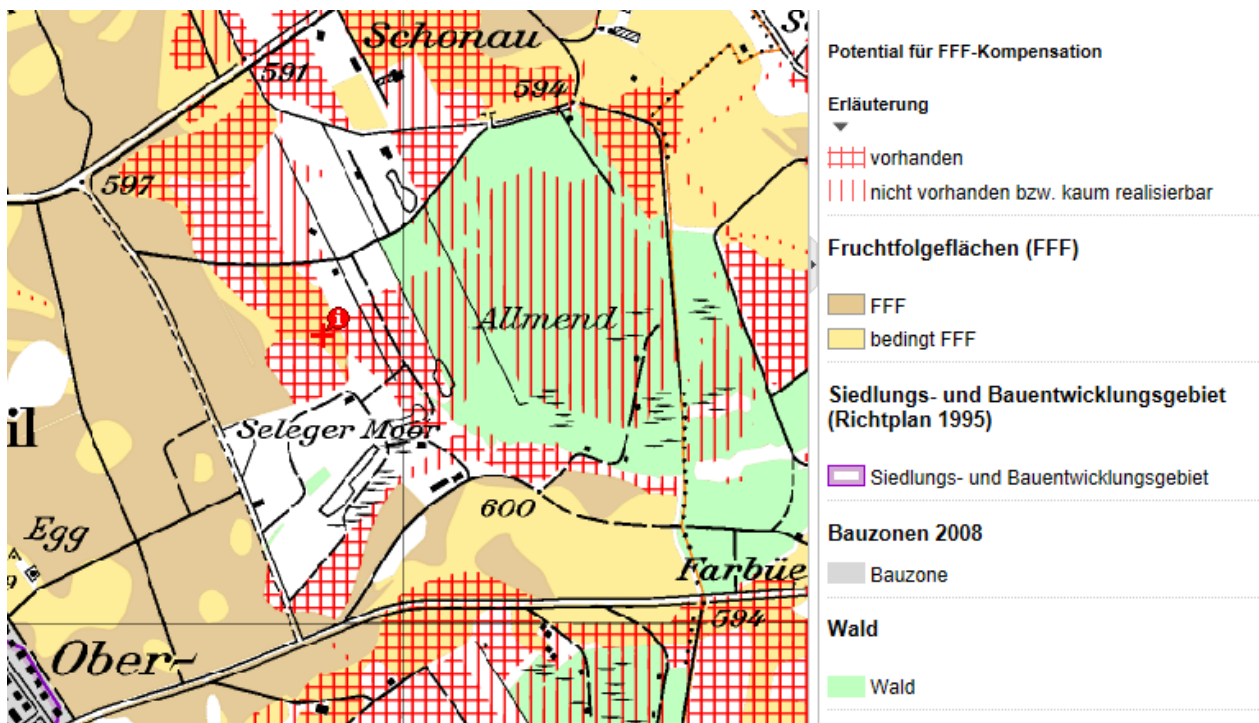 Schonau
591
594
597
Allmend
Seleger Moor
il
Egg
600
Farbüe
594
9
Ober-
S
Potential für FFF-Kompensation
Erläuterung
vorhanden
nicht vorhanden bzw. kaum realisierbar
Fruchtfolgeflächen (FFF)
FFF
bedingt FFF
Siedlungs- und Bauentwicklungsgebiet
(Richtplan 1995)
Siedlungs- und Bauentwicklungsgebiet
Bauzonen 2008
Bauzone
Wald
Wald